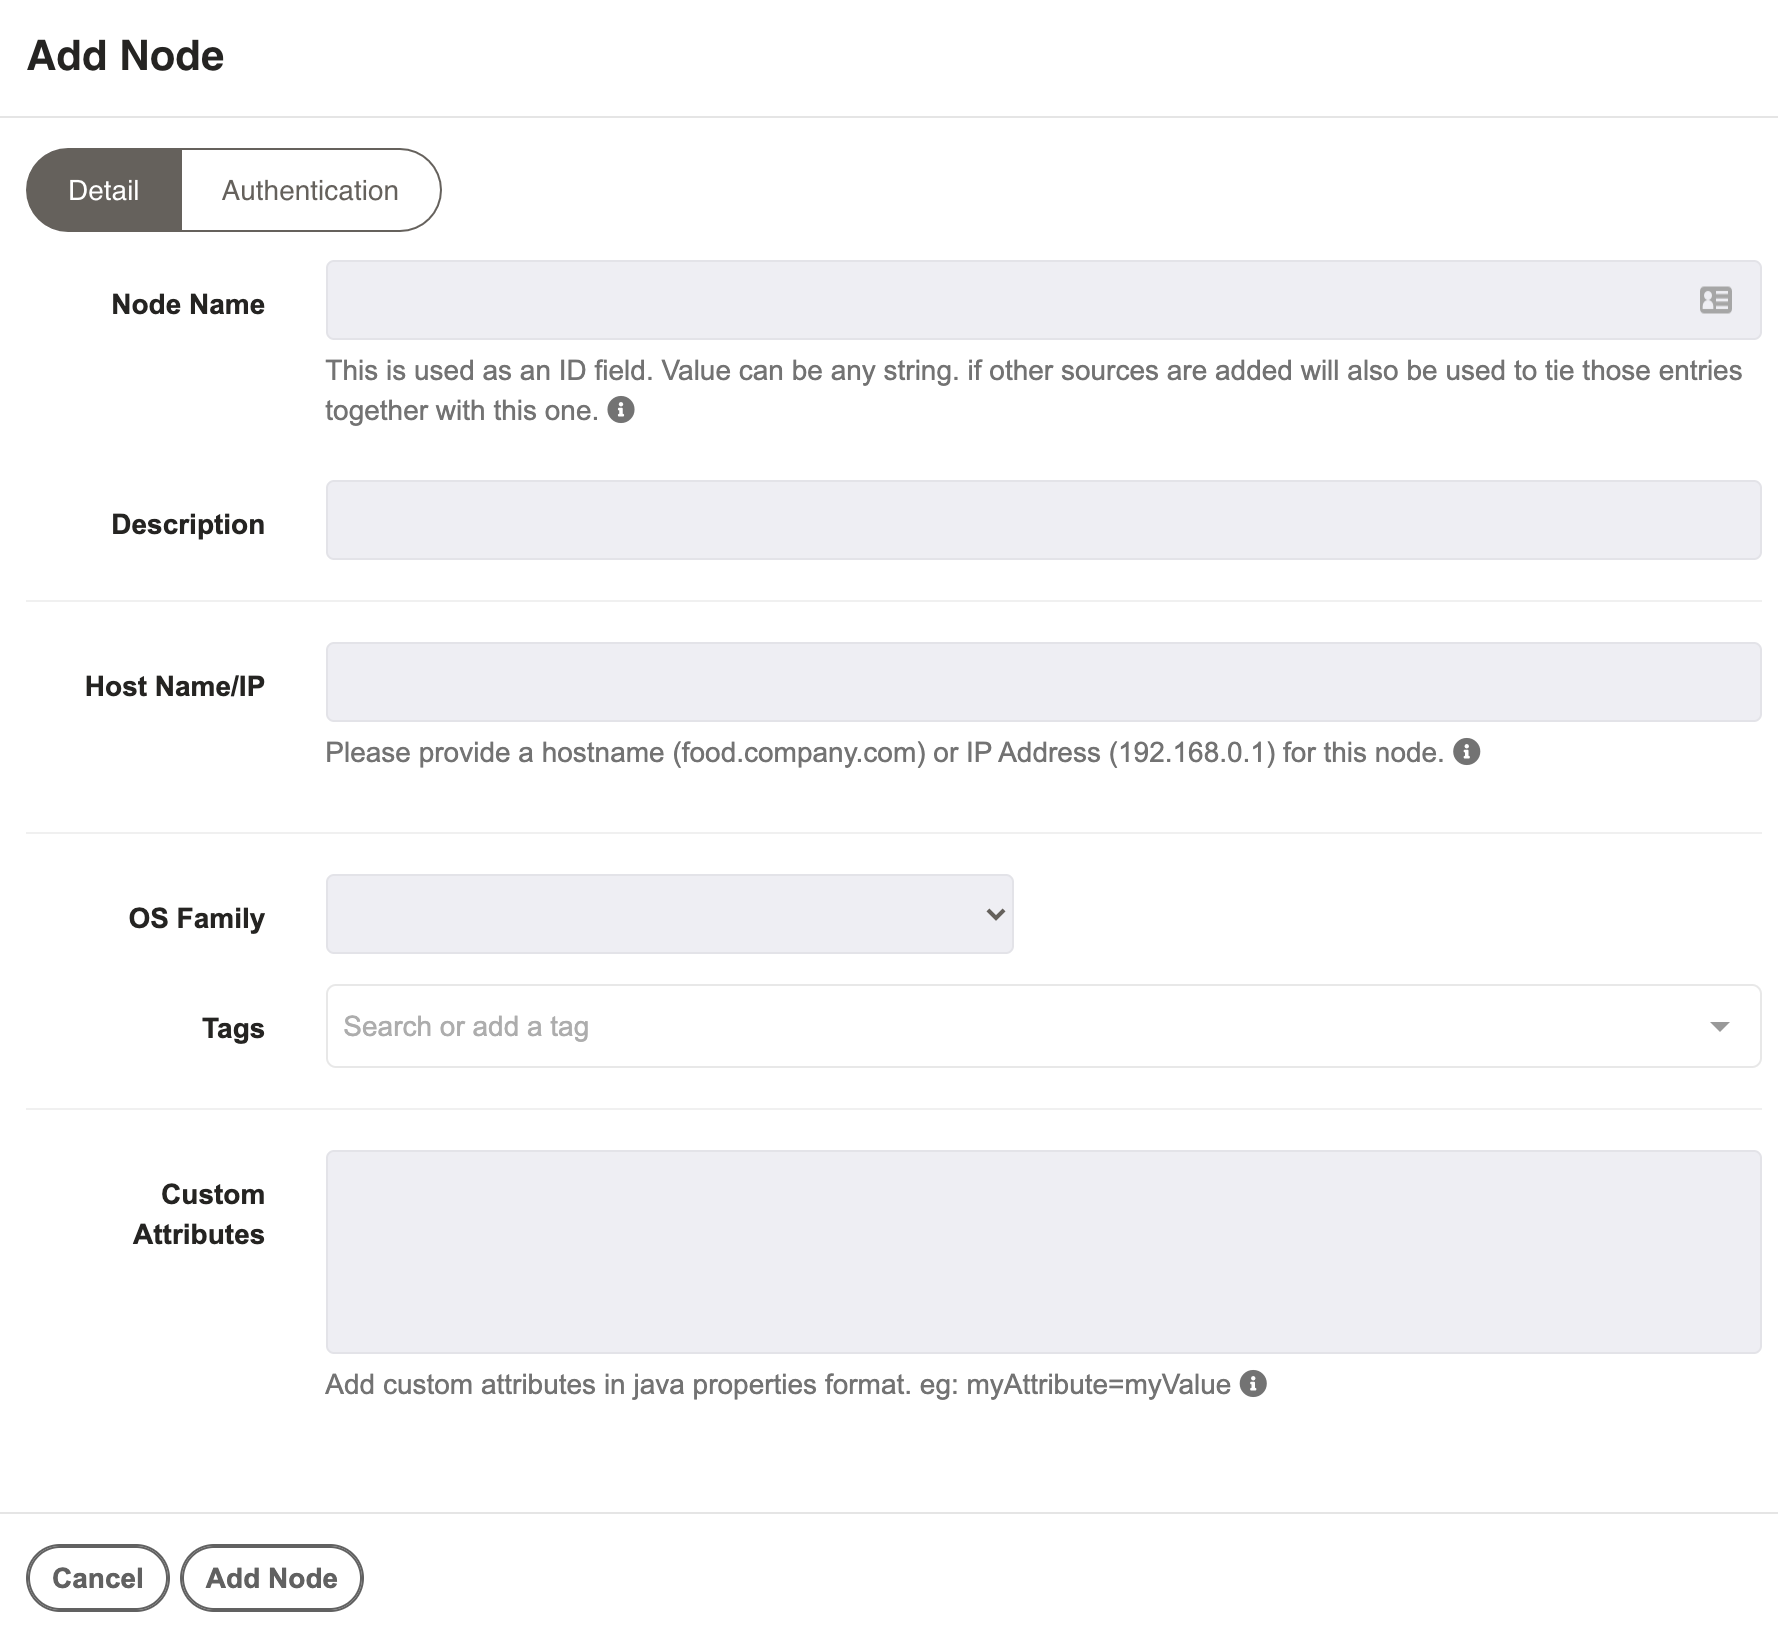 Add Node
Detail
Authentication
Node Name
This is used as an ID field. Value can be any string. if other sources are added will also be used to tie those entries
together with this one.
Description
Host Name/IP
Please provide a hostname (food.company.com) or IP Address (192.168.0.1) for this node.
OS Family
Tags
Search or add a tag
Custom
Attributes
Add custom attributes in java properties format. eg: myAttribute=myValue
Cancel
Add Node